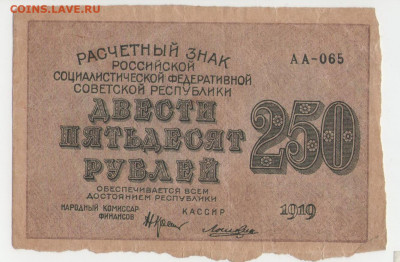 COINS.ЛАVE.RU
РАСЧЕТНЫЙ ЗНАК
АА-065
РОССИЙСКОЙ
СОЦИАЛИСТИЧЕСКОЙ ФЕДЕРАТИВНОЙ
СОВЕТСКОЙ РЕСПУБЛИКИ
ДВЕСТИ
ПЯТЬДЕСЯТ
РУБЛЕЙ
250
ОБЕСПЕЧИВАЕТСЯ ВСЕМ
ДОСТОЯНИЕМ РЕСПУБЛИКИ
НАРОДНЫЙ КОМИССАР
ФИНАНСОВ
КАССИР
1919